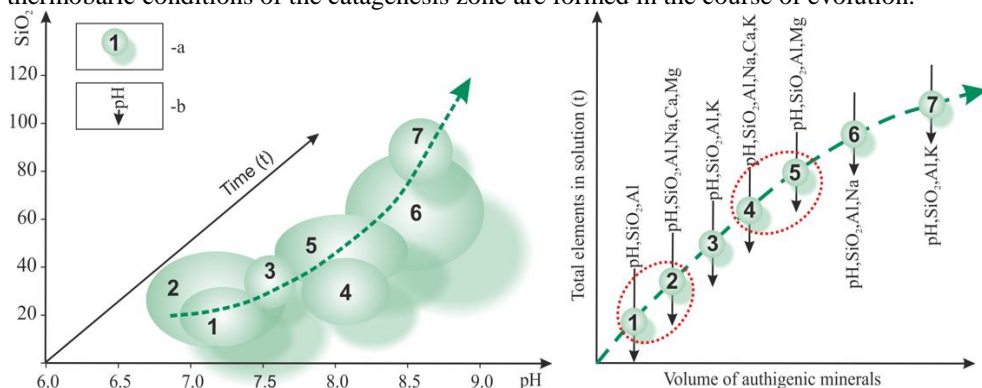 thermobaric conditions of the catagenesis zone are formed in the course of evolution.
SiO₂
120
100
80
60
40
20
6.0
6.5
7.0
7.5
8.0
8.5
9.0
pH
1
-a
pH
-b
Time (t)
1
2
3
4
5
6
7
Total elements in solution (t)
Volume of authigenic minerals
1
2
3
4
5
6
7
pH,SiO₂,Al
pH,SiO₂,Al,Na,Ca,Mg
pH,SiO₂,Al,K
pH,SiO₂,Al,Na,Ca,K
pH,SiO₂,Al,Mg
pH,SiO₂,Al,Na
pH,SiO₂,Al,K